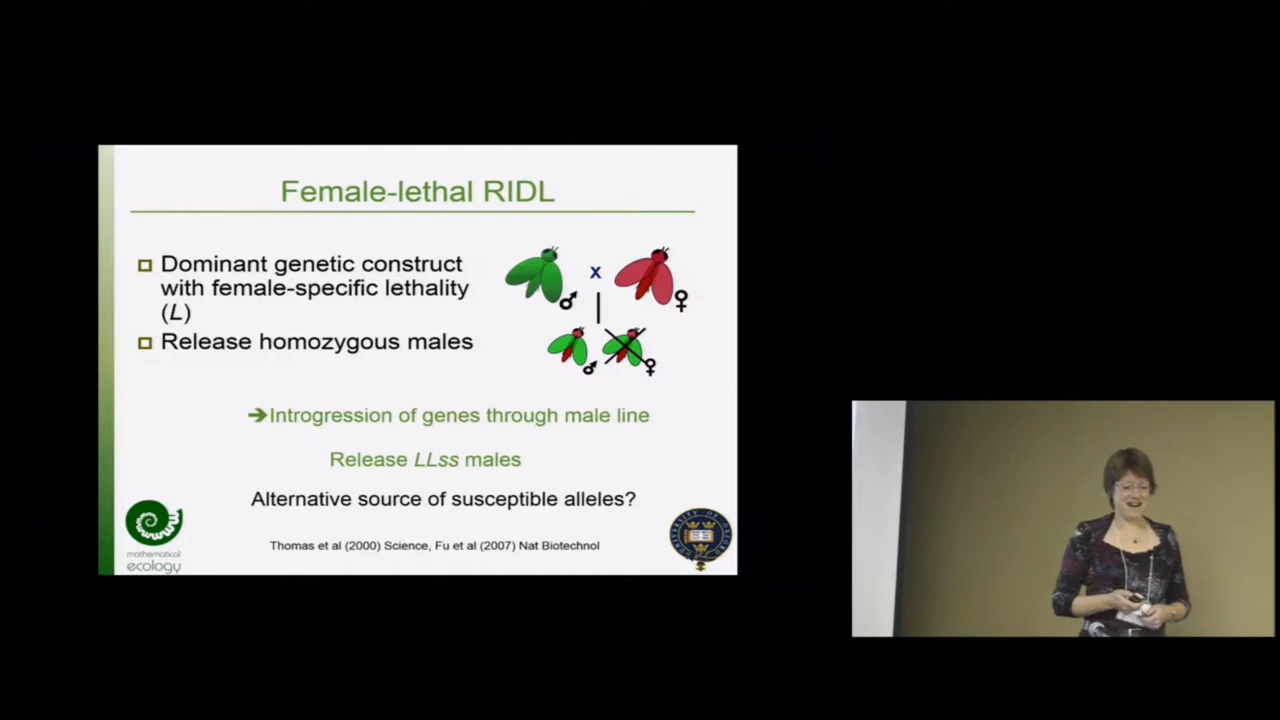 Female-lethal RIDL
Dominant genetic construct
with female-specific lethality
(L)
Release homozygous males
x
♂
♀
♂
♀
➔Introgression of genes through male line
Release LLss males
Alternative source of susceptible alleles?
mathematical
ecology
Thomas et al (2000) Science, Fu et al (2007) Nat Biotechnol